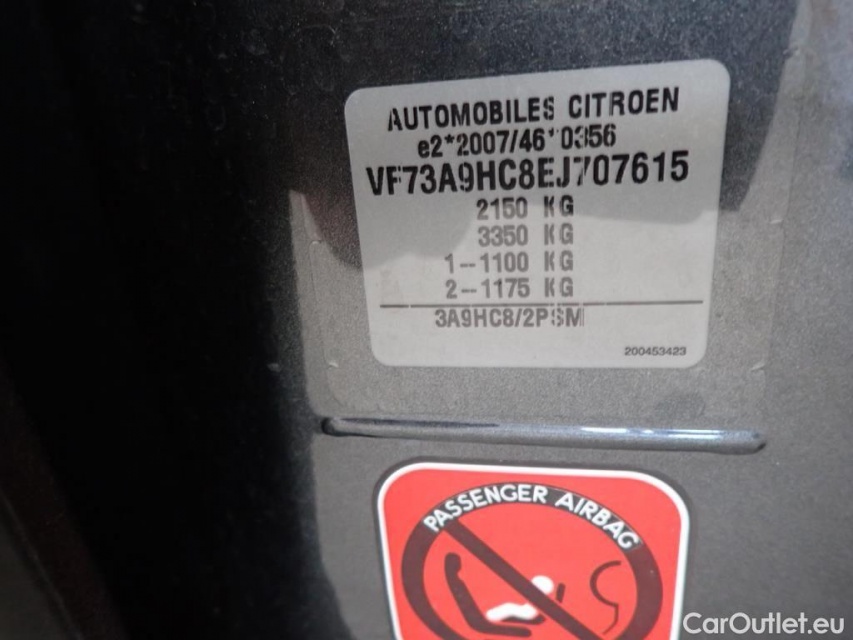 AUTOMOBILES CITROEN
e2*2007/46*0356
VF73A9HC8EJ707615
2150 KG
3350 KG
1--1100 KG
2--1175 KG
3A9HC8/2PSM
200453423
PASSENGER AIRBAG
CarOutlet.eu